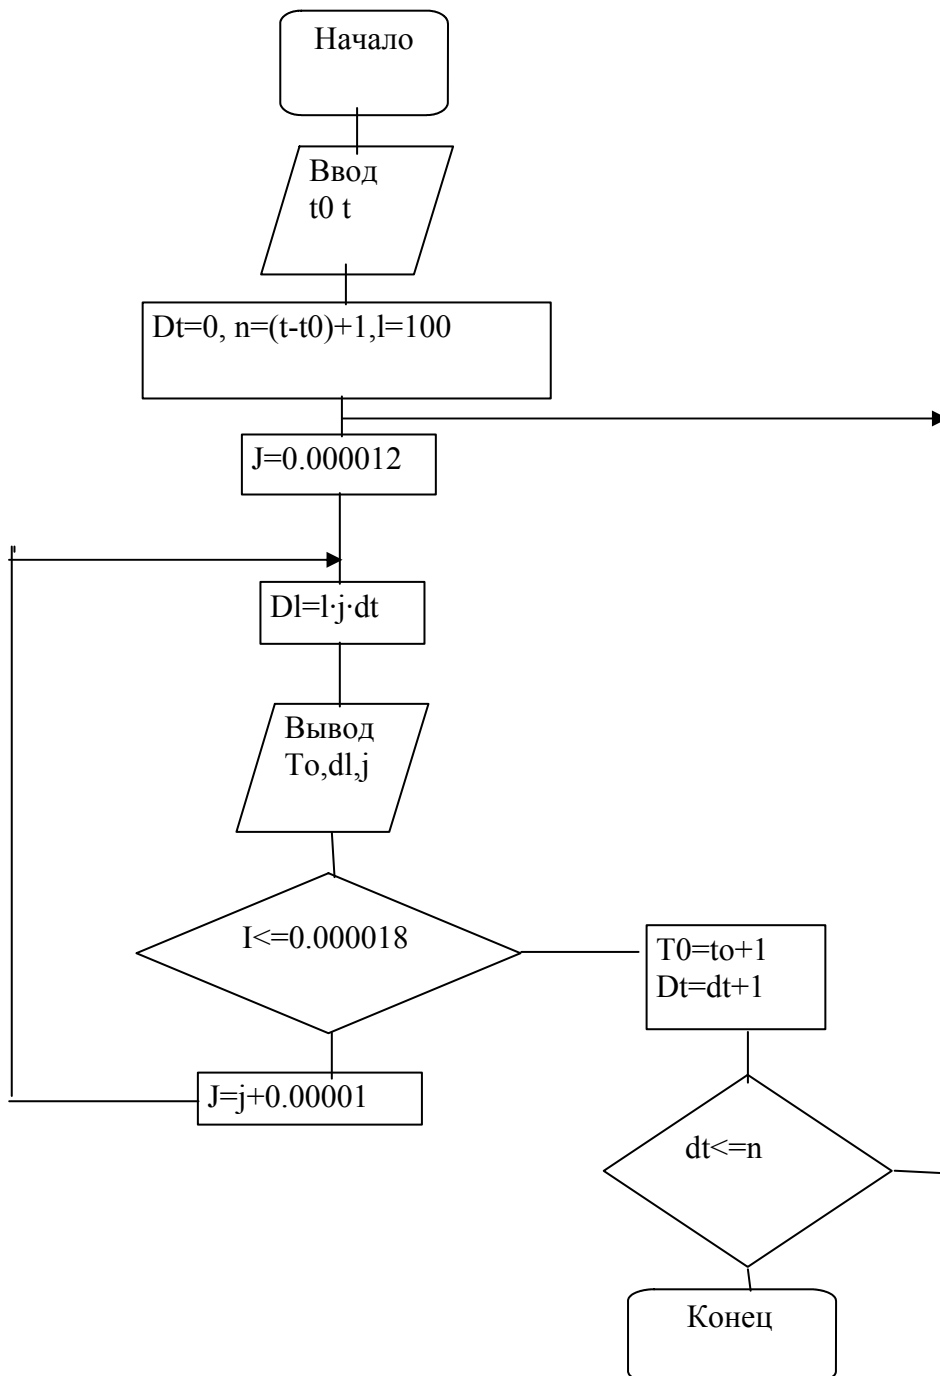 Начало
Ввод
t0 t
Dt=0, n=(t-t0)+1,l=100
J=0.000012
Dl=l·j·dt
Вывод
To,dl,j
I<=0.000018
T0=to+1
Dt=dt+1
J=j+0.00001
dt<=n
Конец